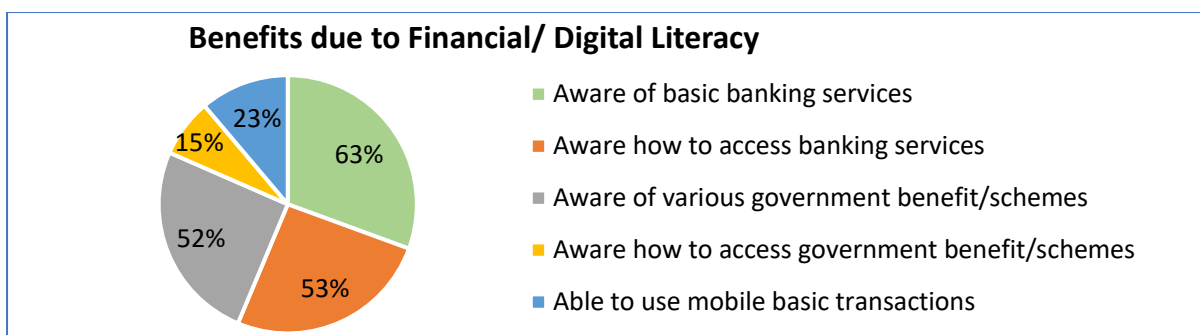 Benefits due to Financial/ Digital Literacy
63%
53%
52%
15%
23%
Aware of basic banking services
Aware how to access banking services
Aware of various government benefit/schemes
Aware how to access government benefit/schemes
Able to use mobile basic transactions